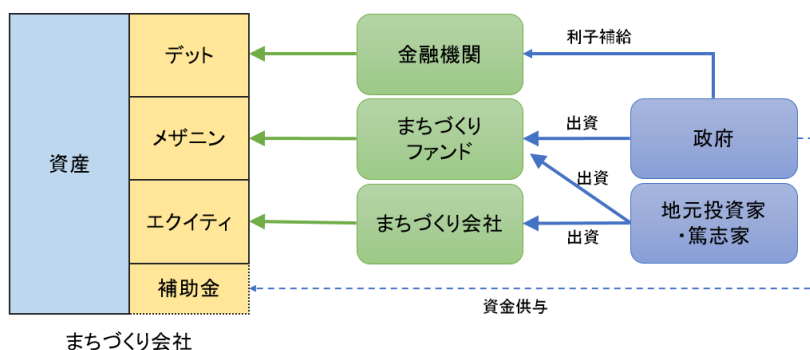 資産
デット
メザニン
エクイティ
補助金
まちづくり会社
金融機関
まちづくり
ファンド
まちづくり会社
利子補給
出資
出資
出資
政府
地元投資家
・篤志家
資金供与